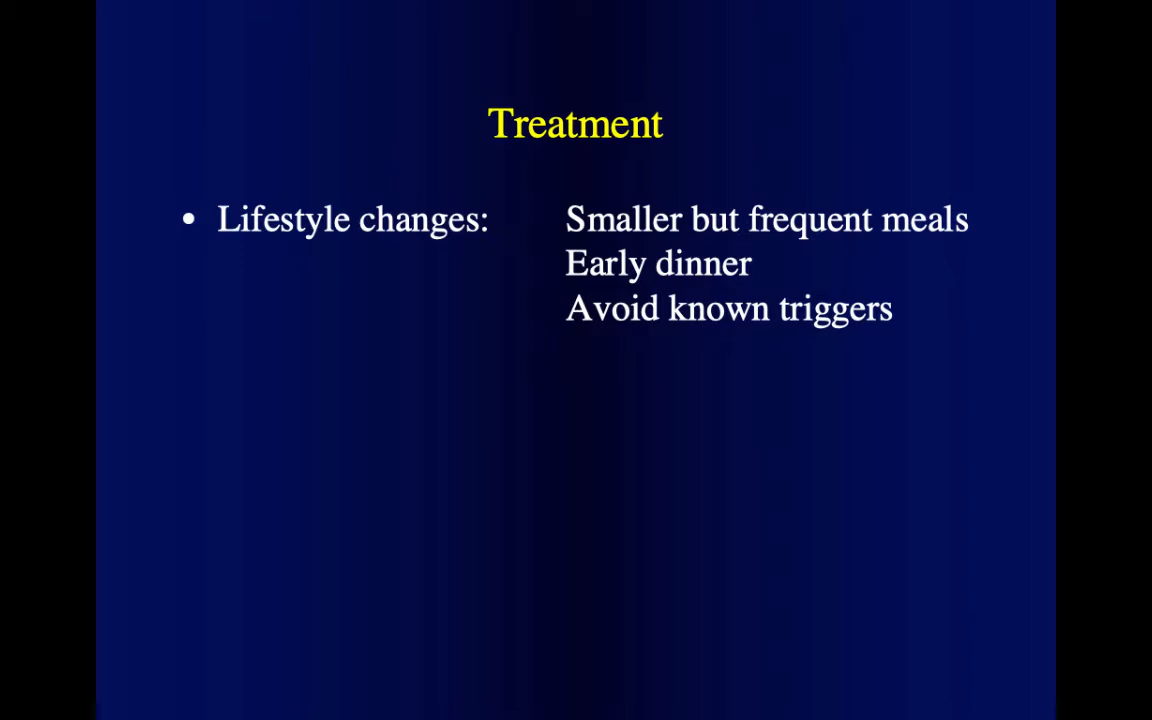 Treatment
• Lifestyle changes: Smaller but frequent meals
Early dinner
Avoid known triggers